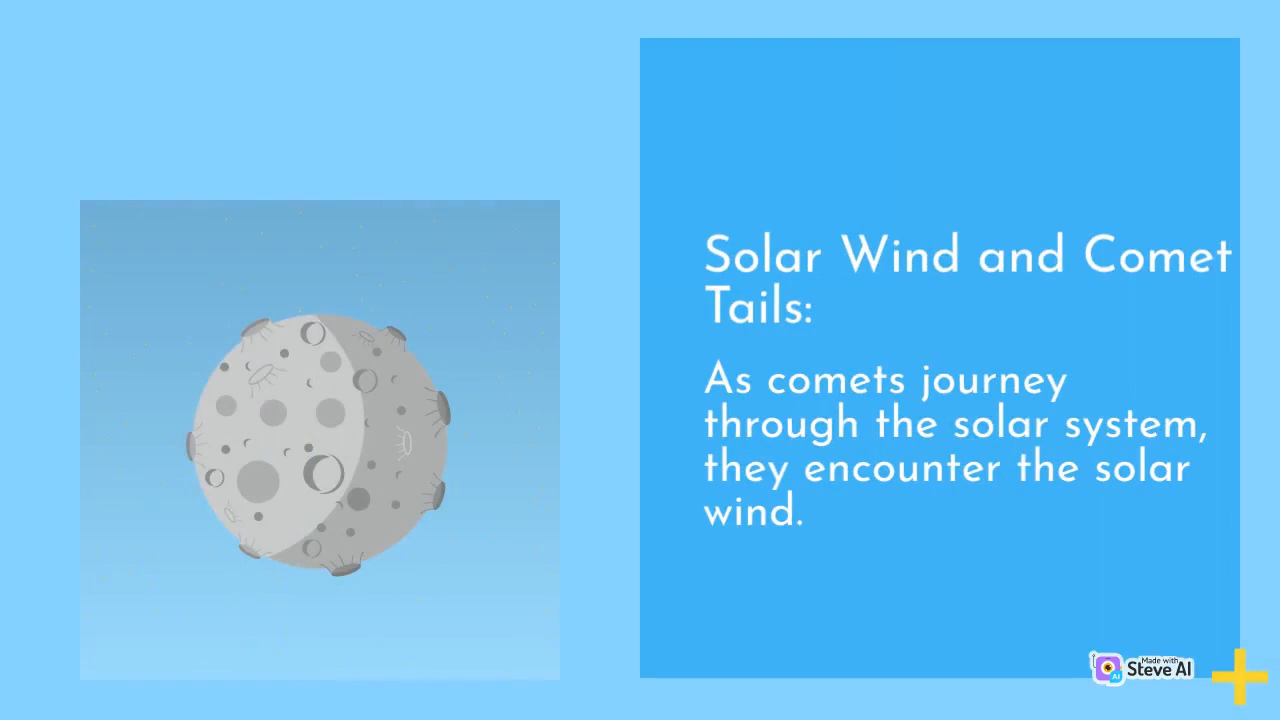 Solar Wind and Comet
Tails:
As comets journey
through the solar system,
they encounter the solar
wind.
Made with
Steve AI
AI